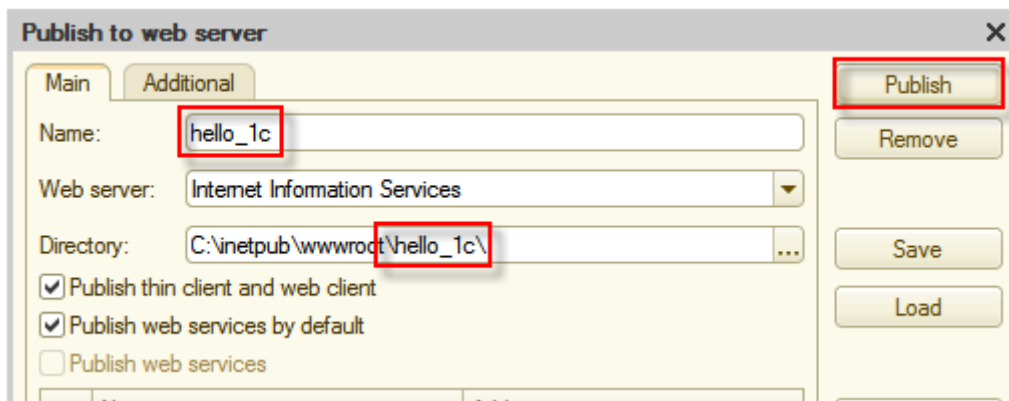 Publish to web server
Main Additional
Publish
Name: hello_1c
Remove
Web server: Internet Information Services
Directory: C:\inetpub\wwwroot\hello_1c\ ...
Save
Publish thin client and web client
Load
Publish web services by default
Publish web services